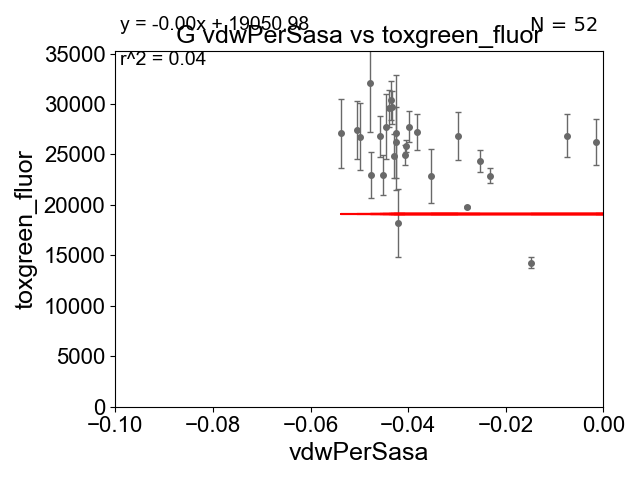 y = -0.00x + 19050.98
G vdwPerSasa vs toxgreen_fluor
N = 52
r^2 = 0.04
toxgreen_fluor
35000
30000
25000
20000
15000
10000
5000
0
−0.10 −0.08 −0.06 −0.04 −0.02 0.00
vdwPerSasa